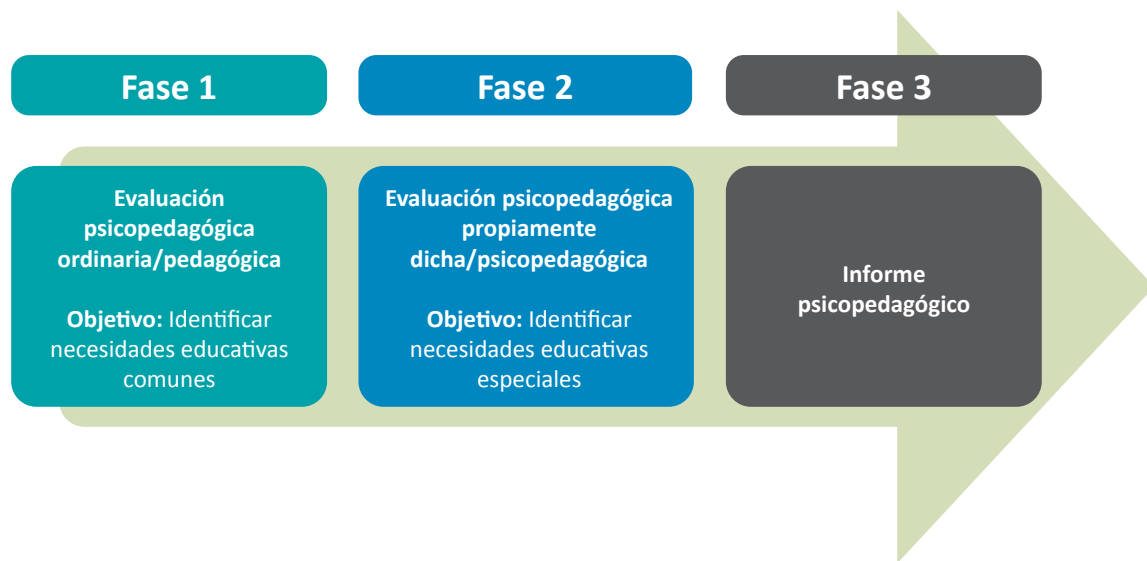 Fase 1
Fase 2
Fase 3
Evaluación
psicopedagógica
ordinaria/pedagógica
Objetivo: Identificar
necesidades educativas
comunes
Evaluación psicopedagógica
propiamente
dicha/psicopedagógica
Objetivo: Identificar
necesidades educativas
especiales
Informe
psicopedagógico